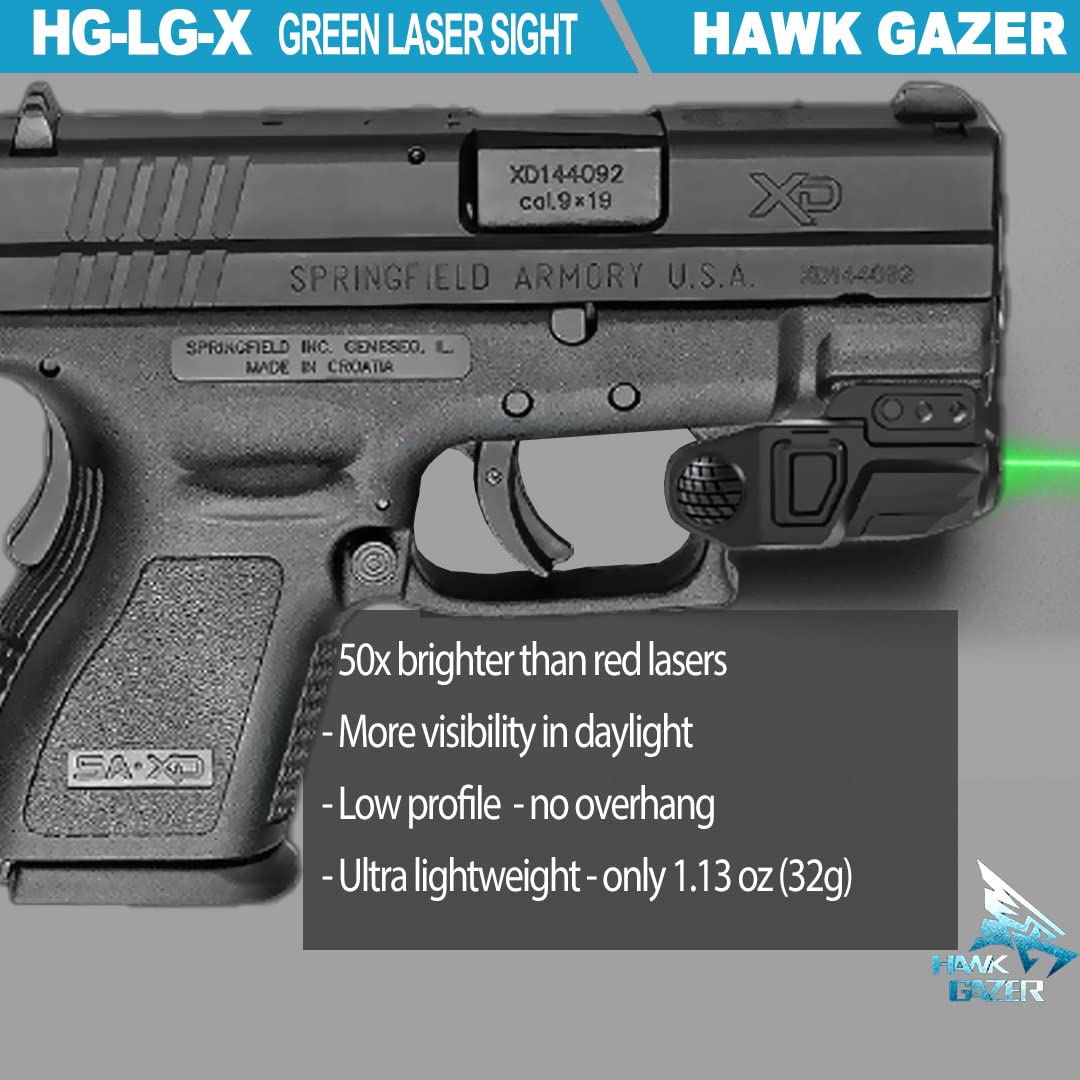 HG-LG-X GREEN LASER SIGHT HAWK GAZER
XD144092
cal.9×19
XD
SPRINGFIELD ARMORY U.S.A. XD144092
SPRINGFIELD INC. GENESEO, IL.
MADE IN CROATIA
50x brighter than red lasers
- More visibility in daylight
- Low profile - no overhang
- Ultra lightweight - only 1.13 oz (32g)
SA·XD
HAWK
GAZER